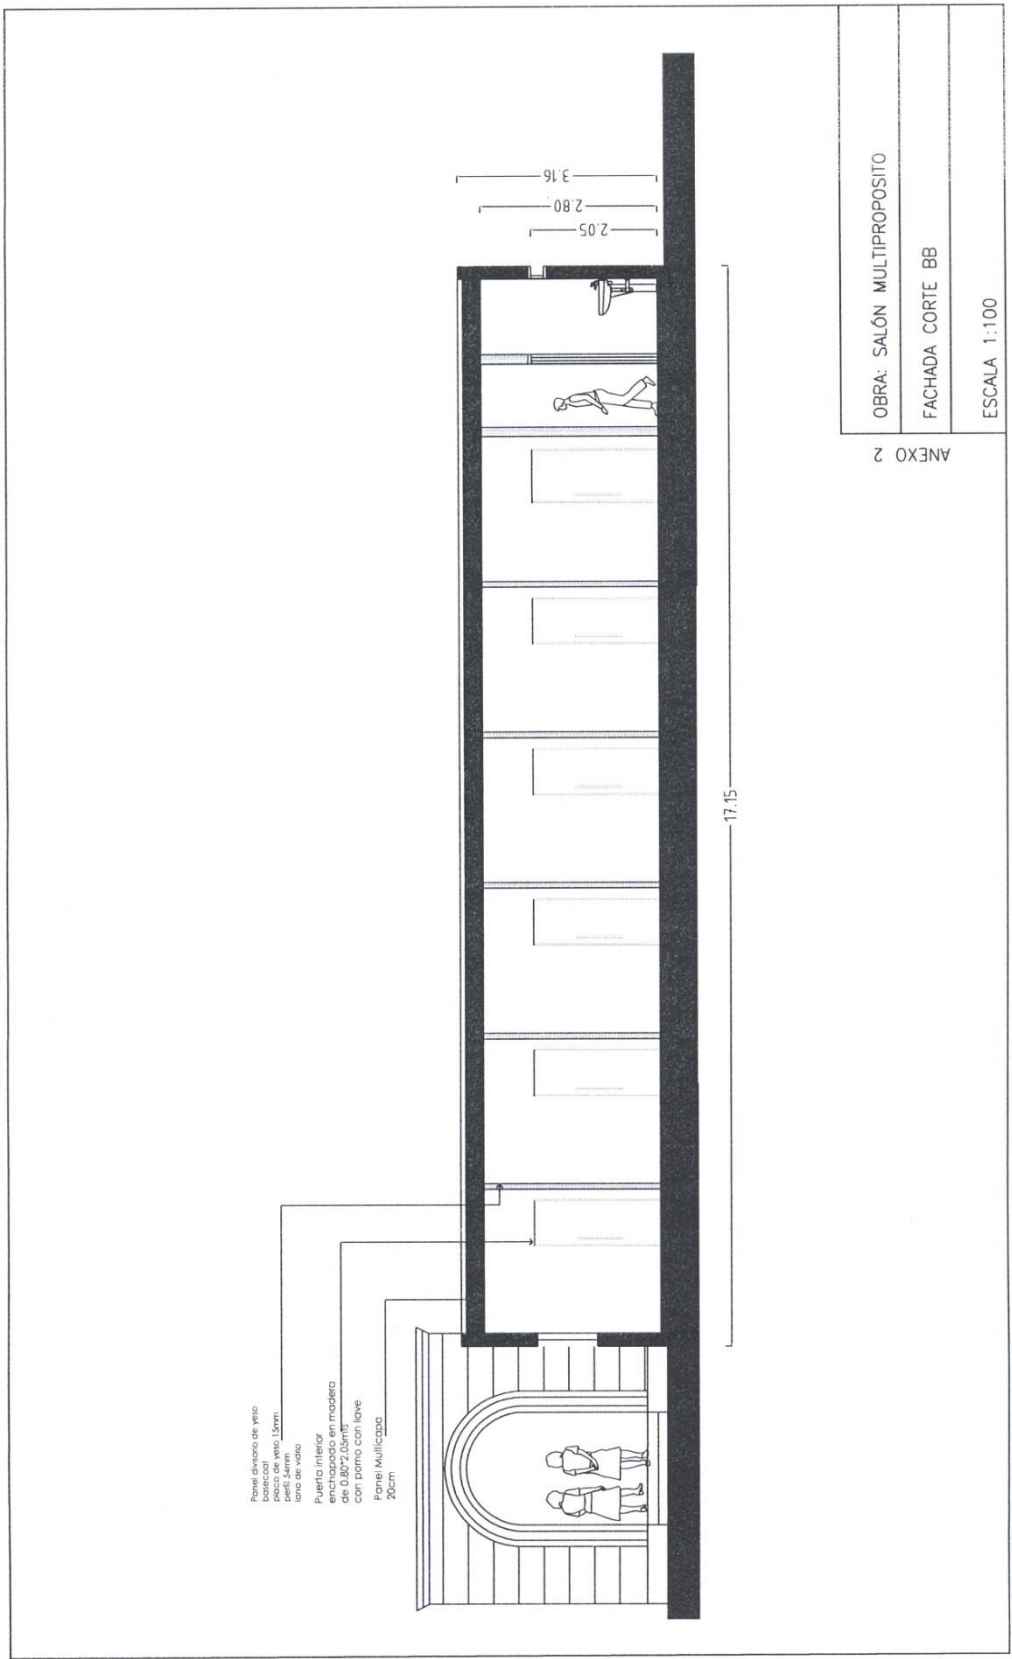 Panel divisorio de yeso
basecoat
placa de yeso 15mm
perfil 54mm
lana de vidrio
Puerta interior
enchapado en madera
de 0.80*2.05mts
con pomo con llave
Panel Multicapa
20cm
3.16
2.80
2.05
17.15
OBRA: SALÓN MULTIPROPOSITO
FACHADA CORTE BB
ESCALA 1:100
ANEXO 2